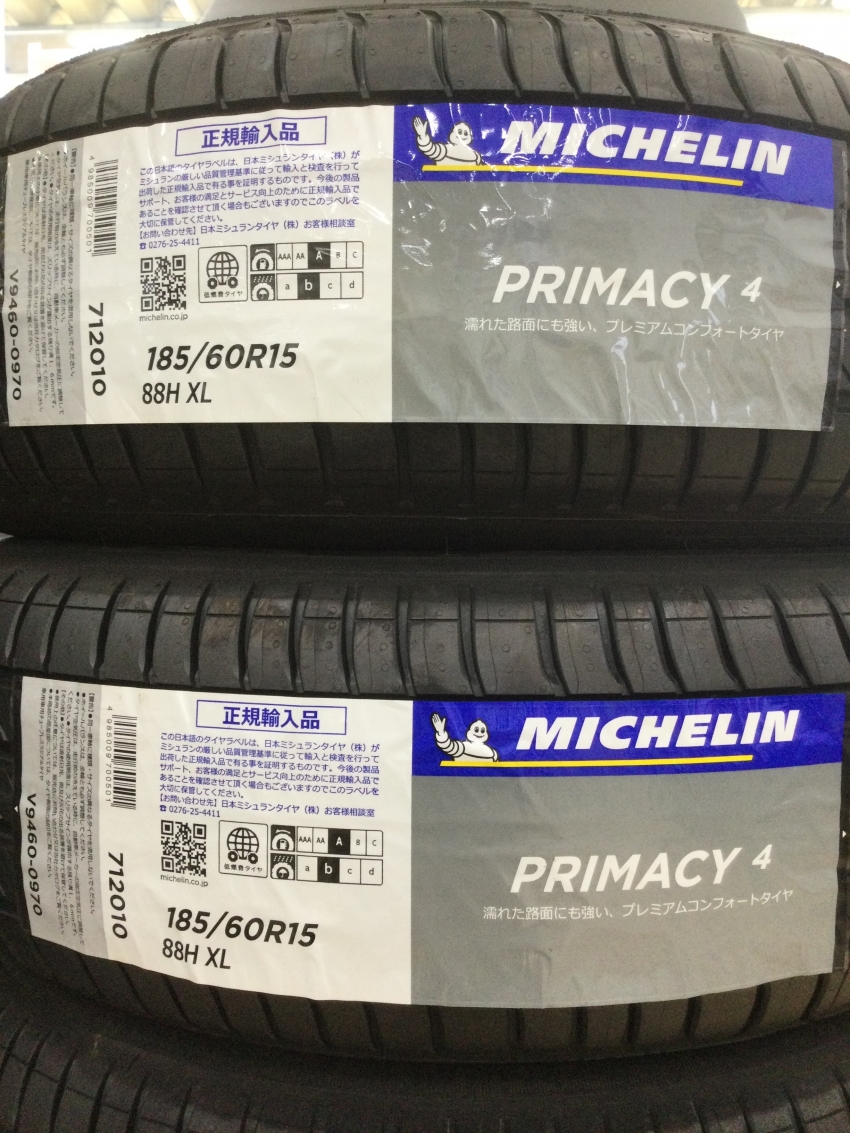 正規輸入品
この日本語のタイヤラベルは、日本ミシュランタイヤ（株）が
ミシュランの厳しい品質管理基準に従って輸入と検査を行って
出荷した正規輸入品で有る事を証明するものです。今後の製品
サポート、お客様の満足とサービス向上のために正規輸入品で
あることを確認させて頂く場合もございますのでこのラベルを
大切に保管してください。
【お問い合わせ先】日本ミシュランタイヤ（株）お客様相談室
☎ 0276-25-4411
michelin.co.jp
低燃費タイヤ
AAA AA A B C
a b c d
185/60R15
88H XL
4985009700501
712010
V9460-0970
MICHELIN
PRIMACY 4
濡れた路面にも強い、プレミアムコンフォートタイヤ
正規輸入品
この日本語のタイヤラベルは、日本ミシュランタイヤ（株）が
ミシュランの厳しい品質管理基準に従って輸入と検査を行って
出荷した正規輸入品で有る事を証明するものです。今後の製品
サポート、お客様の満足とサービス向上のために正規輸入品で
あることを確認させて頂く場合もございますのでこのラベルを
大切に保管してください。
【お問い合わせ先】日本ミシュランタイヤ（株）お客様相談室
☎ 0276-25-4411
michelin.co.jp
低燃費タイヤ
AAA AA A B C
a b c d
185/60R15
88H XL
4985009700501
712010
V9460-0970
MICHELIN
PRIMACY 4
濡れた路面にも強い、プレミアムコンフォートタイヤ